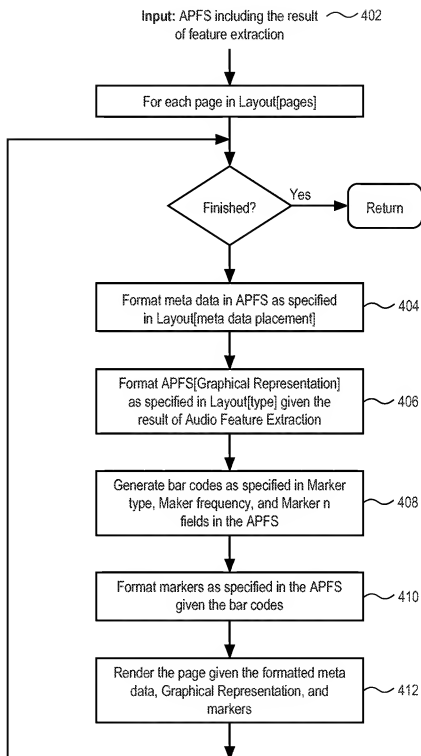 Input: APFS including the result 402
of feature extraction
For each page in Layout[pages]
Finished?
Yes
Return
Format meta data in APFS as specified
in Layout[meta data placement]
404
Format APFS[Graphical Representation]
as specified in Layout[type] given the
result of Audio Feature Extraction
406
Generate bar codes as specified in Marker
type, Maker frequency, and Marker n
fields in the APFS
408
Format markers as specified in the APFS
given the bar codes
410
Render the page given the formatted meta
data, Graphical Representation, and
markers
412